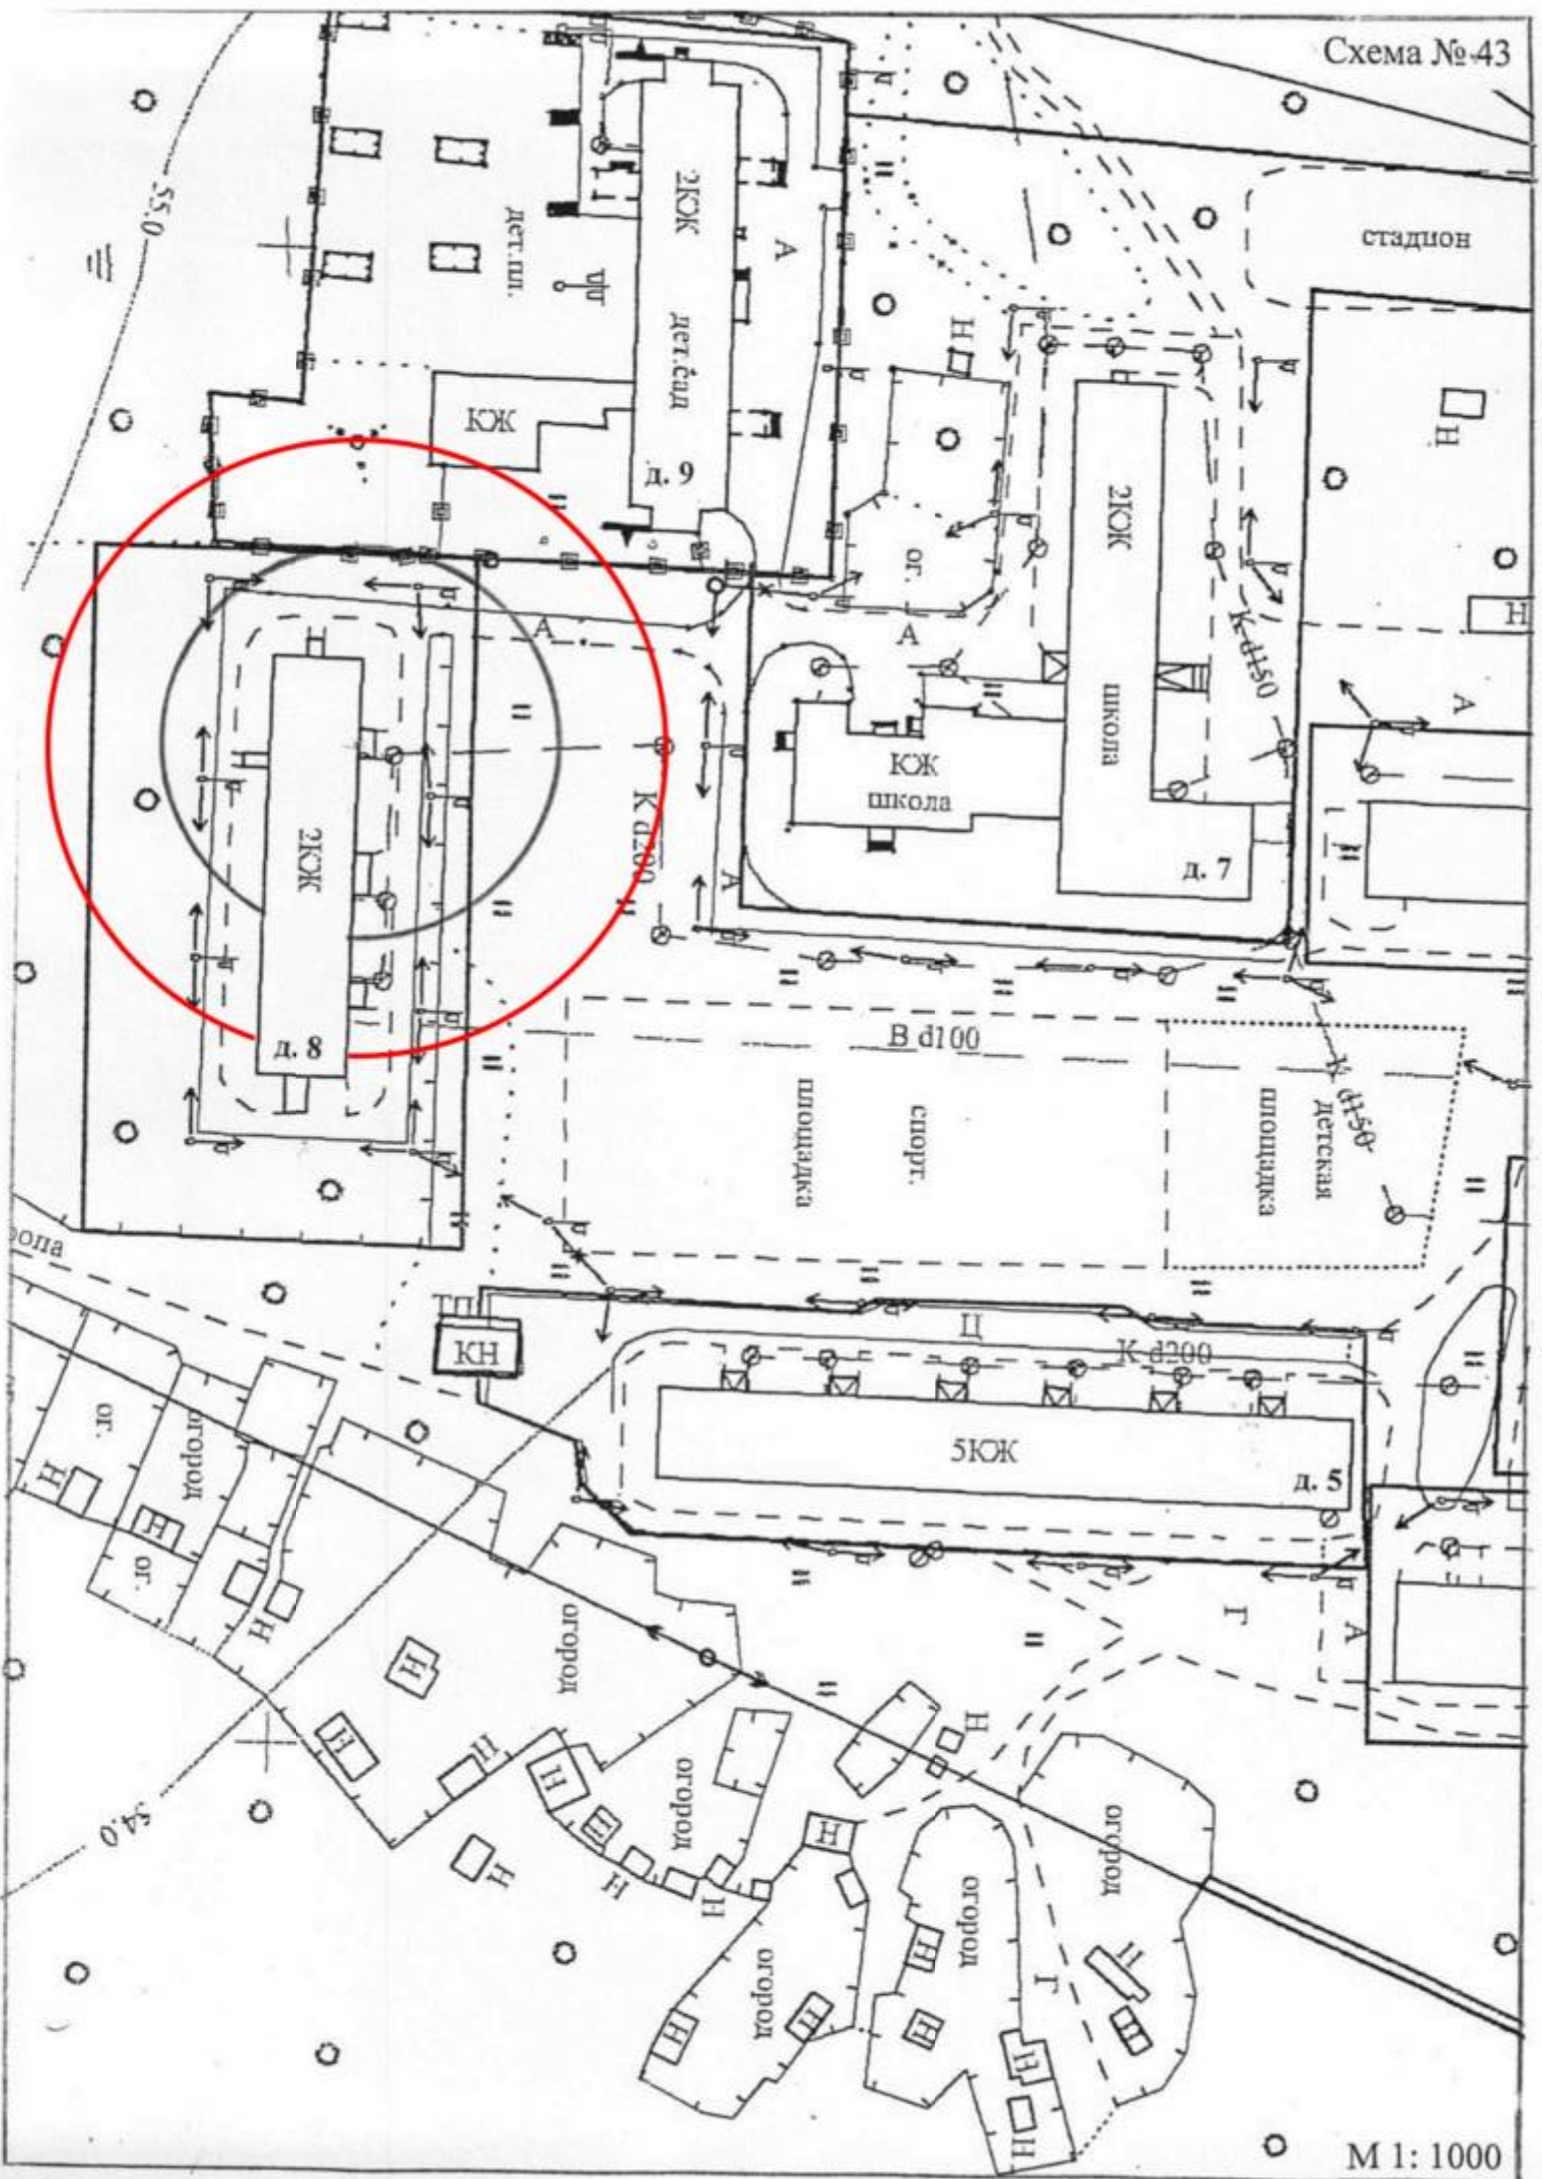 Схема № 43
55.0
стадион
2КЖ
А
дет.пл.
дет.сад
Н
Н
КЖ
д. 9
2КЖ
ог.
Н
А
А
К d150
школа
А
КЖ
школа
К d200
2КЖ
А
д. 7
д. 8
В d100
К d150
спорт.
площадка
детская
площадка
ТП
КН
Ц
К d200
5КЖ
д. 5
ог.
огород
Н
Н
ог.
Н
огород
Г
А
Н
Н
Н
Н
огород
Н
Н
Н
Н
Н
54.0
Н
огород
огород
огород
Н
Н
Г
Н
Н
Н
огород
Н
Н
М 1: 1000